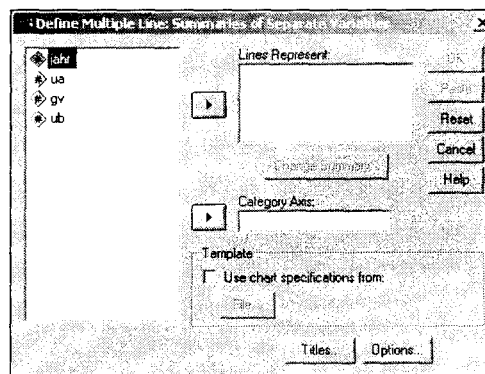 Define Multiple Line: Summaries of Separate Variables
jahr
ua
gv
ub
Lines Represent:
Change Summary...
Category Axis:
Template
Use chart specifications from:
File...
Titles...
Options...
OK
Paste
Reset
Cancel
Help